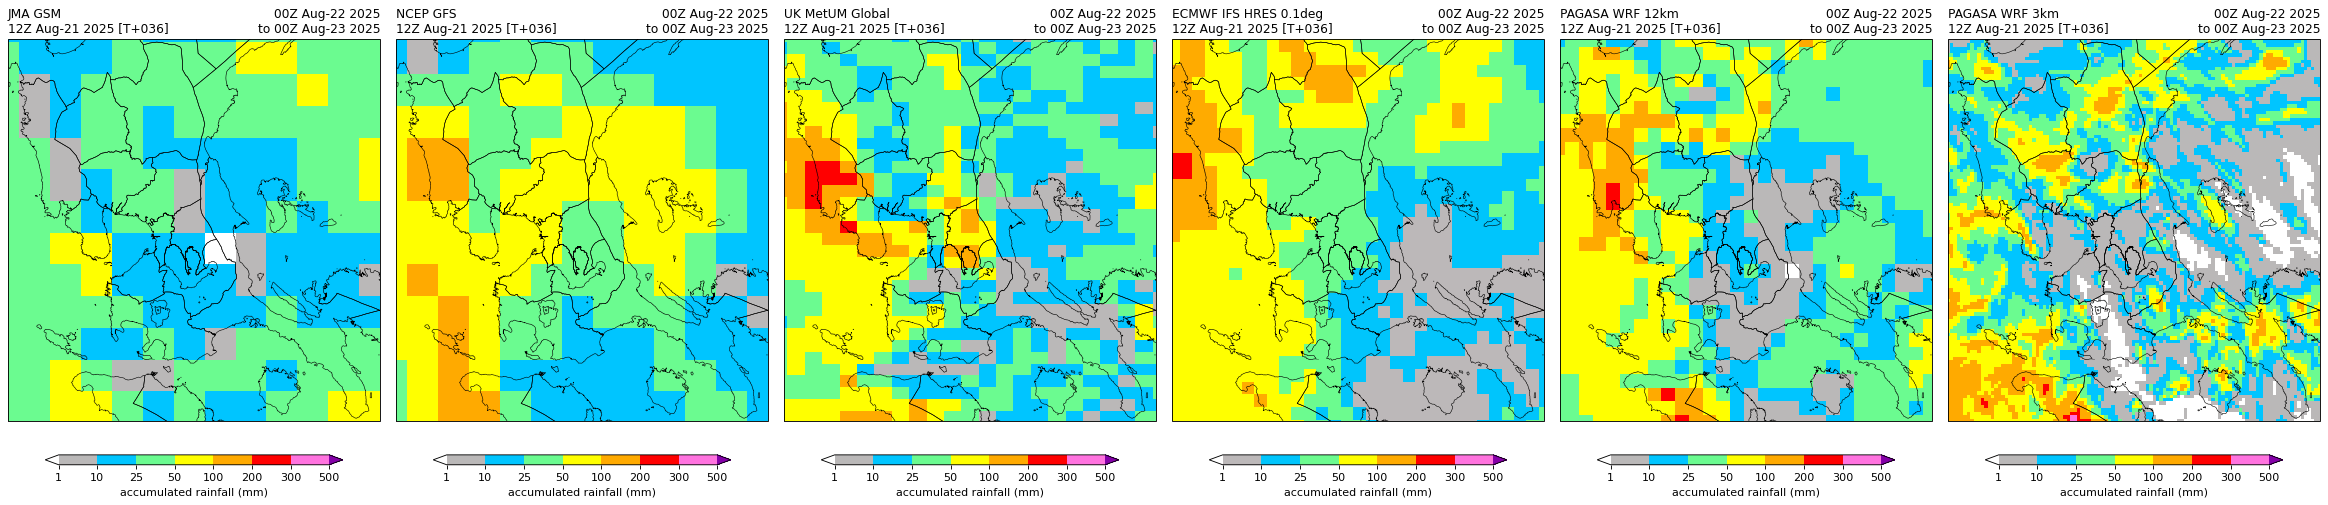 JMA GSM 00Z Aug-22 2025
12Z Aug-21 2025 [T+036] to 00Z Aug-23 2025
1 10 25 50 100 200 300 500
accumulated rainfall (mm)
NCEP GFS 00Z Aug-22 2025
12Z Aug-21 2025 [T+036] to 00Z Aug-23 2025
1 10 25 50 100 200 300 500
accumulated rainfall (mm)
UK MetUM Global 00Z Aug-22 2025
12Z Aug-21 2025 [T+036] to 00Z Aug-23 2025
1 10 25 50 100 200 300 500
accumulated rainfall (mm)
ECMWF IFS HRES 0.1deg 00Z Aug-22 2025
12Z Aug-21 2025 [T+036] to 00Z Aug-23 2025
1 10 25 50 100 200 300 500
accumulated rainfall (mm)
PAGASA WRF 12km 00Z Aug-22 2025
12Z Aug-21 2025 [T+036] to 00Z Aug-23 2025
1 10 25 50 100 200 300 500
accumulated rainfall (mm)
PAGASA WRF 3km 00Z Aug-22 2025
12Z Aug-21 2025 [T+036] to 00Z Aug-23 2025
1 10 25 50 100 200 300 500
accumulated rainfall (mm)